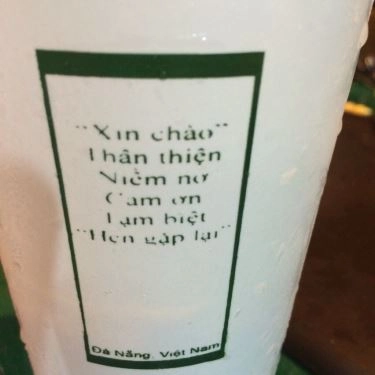 "Xin chào"
Thân thiện
Niềm nở
Cảm ơn
Tạm biệt
"Hẹn gặp lại"
Đà Nẵng, Việt Nam